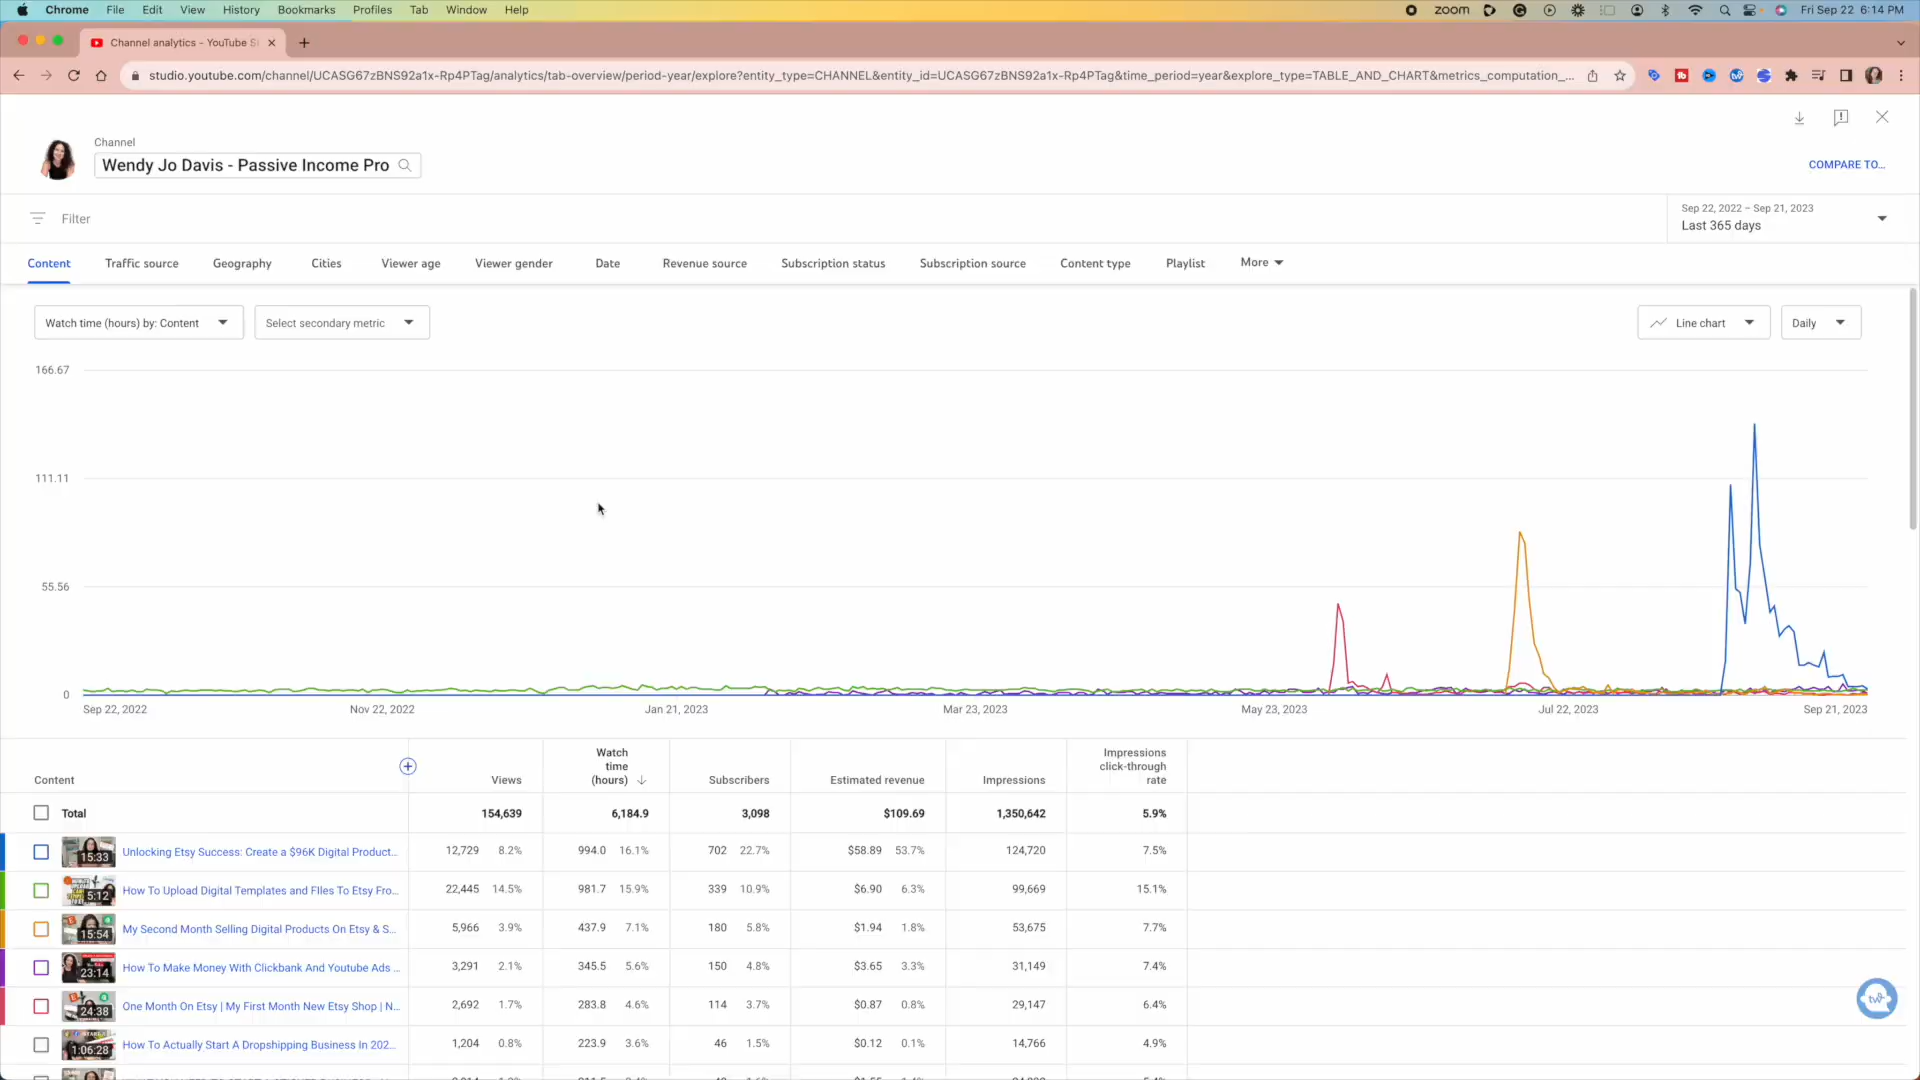 Chrome File Edit View History Bookmarks Profiles Tab Window Help zoom Fri Sep 22 6:14 PM
Channel analytics - YouTube S
studio.youtube.com/channel/UCASG67zBNS92a1x-Rp4PTag/analytics/tab-overview/period-year/explore?entity_type=CHANNEL&entity_id=UCASG67zBNS92a1x-Rp4PTag&time_period=year&explore_type=TABLE_AND_CHART&metrics_computation_...
Channel
Wendy Jo Davis - Passive Income Pro
COMPARE TO...
Filter
Sep 22, 2022 – Sep 21, 2023
Last 365 days
Content Traffic source Geography Cities Viewer age Viewer gender Date Revenue source Subscription status Subscription source Content type Playlist More
Watch time (hours) by: Content Select secondary metric Line chart Daily
166.67
111.11
55.56
0
Sep 22, 2022 Nov 22, 2022 Jan 21, 2023 Mar 23, 2023 May 23, 2023 Jul 22, 2023 Sep 21, 2023
Content Views Watch time (hours) Subscribers Estimated revenue Impressions Impressions click-through rate
Total 154,639 6,184.9 3,098 $109.69 1,350,642 5.9%
15:33 Unlocking Etsy Success: Create a $96K Digital Product... 12,729 8.2% 994.0 16.1% 702 22.7% $58.89 53.7% 124,720 7.5%
5:12 How To Upload Digital Templates and FIles To Etsy Fro... 22,445 14.5% 981.7 15.9% 339 10.9% $6.90 6.3% 99,669 15.1%
15:54 My Second Month Selling Digital Products On Etsy & S... 5,966 3.9% 437.9 7.1% 180 5.8% $1.94 1.8% 53,675 7.7%
23:14 How To Make Money With Clickbank And Youtube Ads ... 3,291 2.1% 345.5 5.6% 150 4.8% $3.65 3.3% 31,149 7.4%
24:38 One Month On Etsy | My First Month New Etsy Shop | N... 2,692 1.7% 283.8 4.6% 114 3.7% $0.87 0.8% 29,147 6.4%
1:06:28 How To Actually Start A Dropshipping Business In 202... 1,204 0.8% 223.9 3.6% 46 1.5% $0.12 0.1% 14,766 4.9%